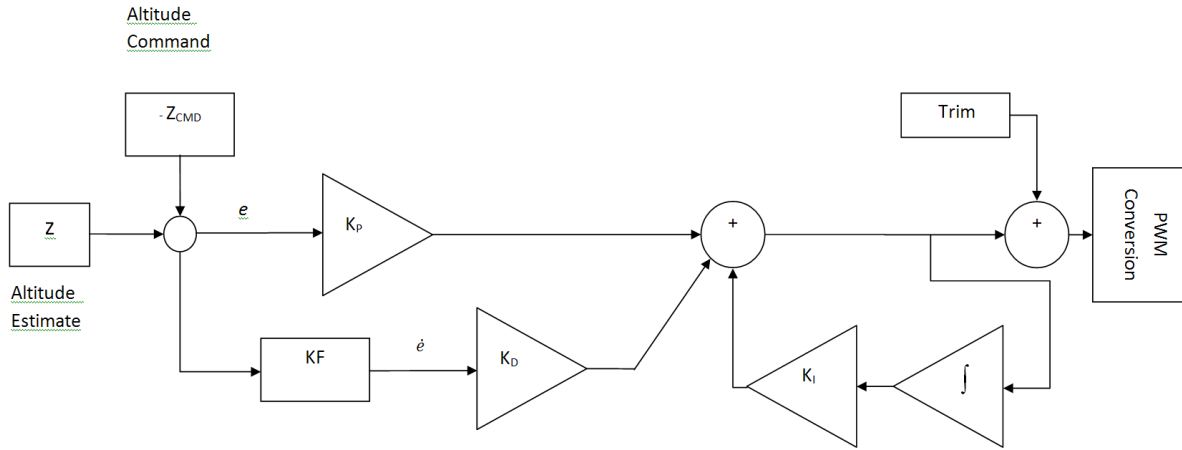 Altitude
Command
- ZCMD
Trim
Z
e
KP
+
+
PWM
Conversion
Altitude
Estimate
KF
ė
KD
KI
∫